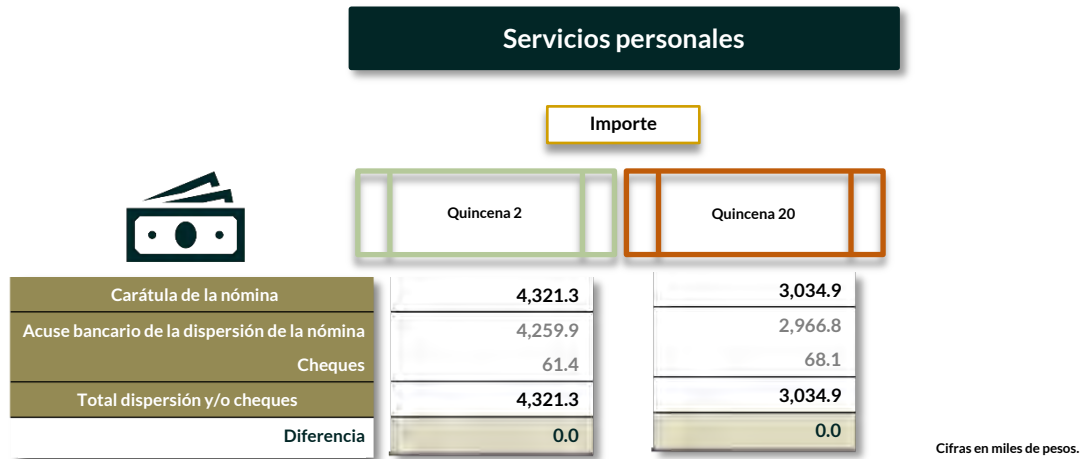 Servicios personales
Importe
Quincena 2 Quincena 20
Carátula de la nómina 4,321.3 3,034.9
Acuse bancario de la dispersión de la nómina 4,259.9 2,966.8
Cheques 61.4 68.1
Total dispersión y/o cheques 4,321.3 3,034.9
Diferencia 0.0 0.0
Cifras en miles de pesos.